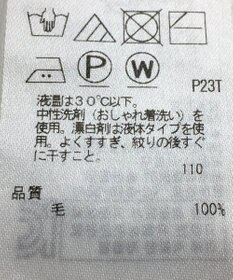 P
W
P23T
液温は30℃以下。
中性洗剤(おしゃれ着洗い)を
使用。漂白剤は液体タイプを使
用。よくすすぎ、絞りの後すぐ
に干すこと。
110
品質
毛 100%